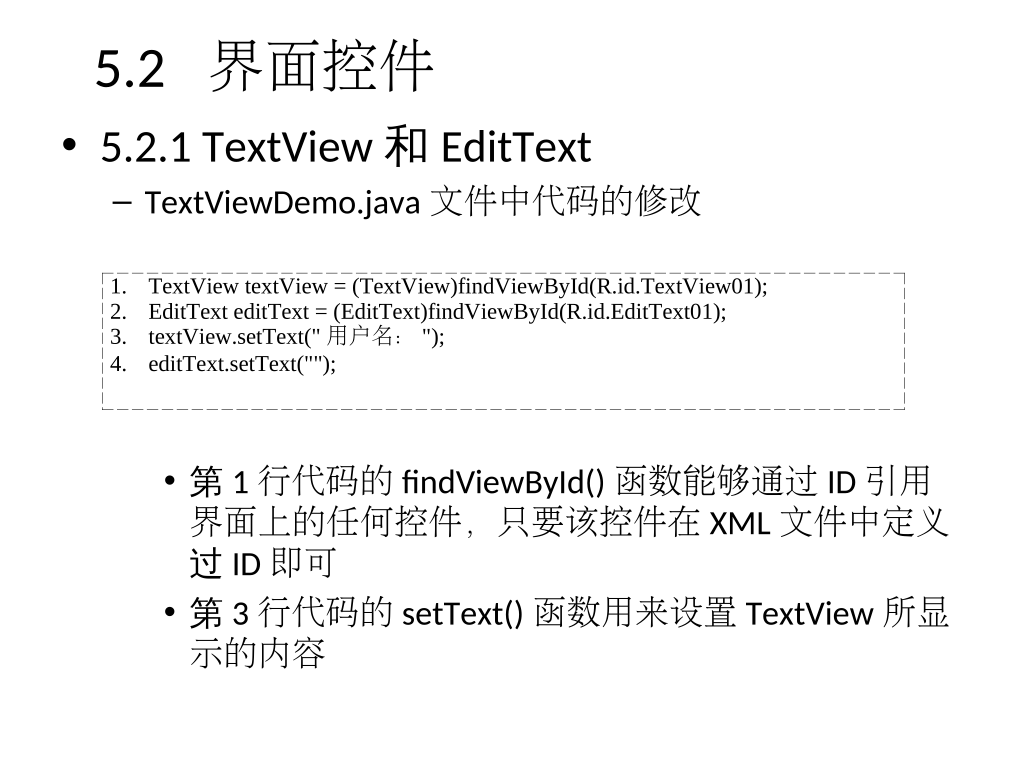 5.2 界面控件
• 5.2.1 TextView 和 EditText
– TextViewDemo.java 文件中代码的修改
1. TextView textView = (TextView)findViewById(R.id.TextView01);
2. EditText editText = (EditText)findViewById(R.id.EditText01);
3. textView.setText(" 用户名： ");
4. editText.setText("");
• 第 1 行代码的 findViewById() 函数能够通过 ID 引用
界面上的任何控件，只要该控件在 XML 文件中定义
过 ID 即可
• 第 3 行代码的 setText() 函数用来设置 TextView 所显
示的内容